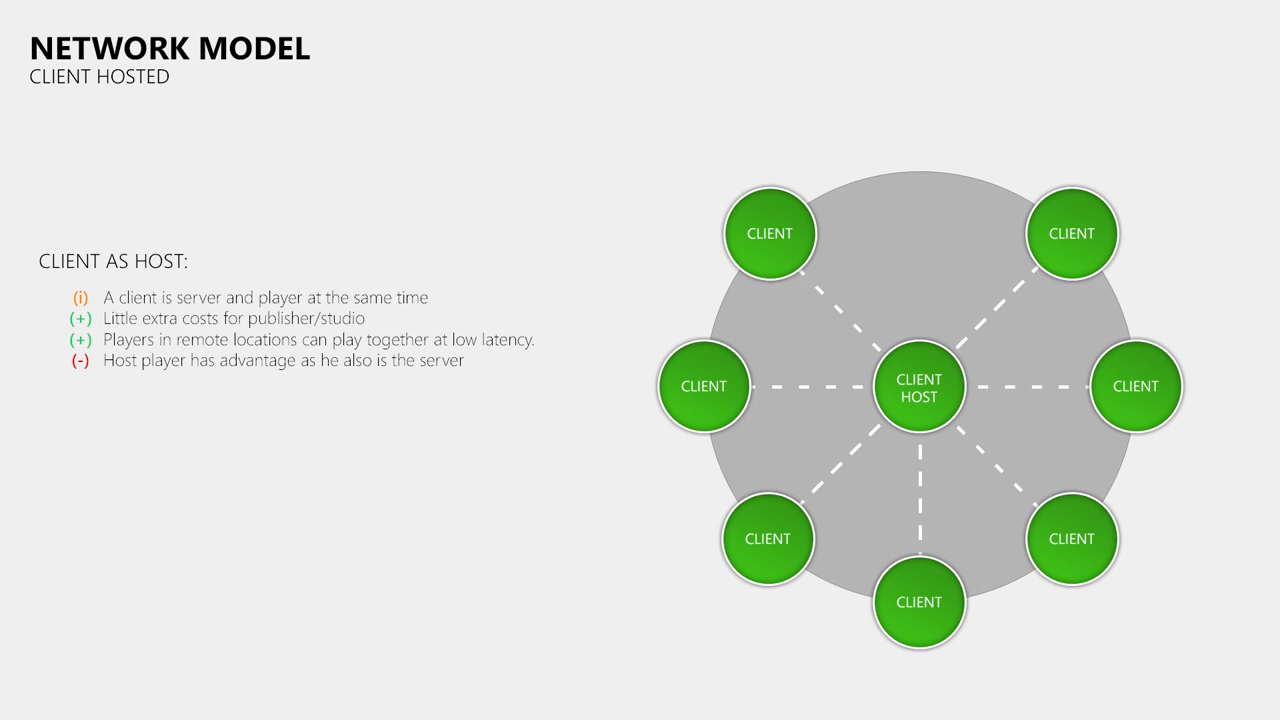 NETWORK MODEL
CLIENT HOSTED
CLIENT AS HOST:
(i) A client is server and player at the same time
(+) Little extra costs for publisher/studio
(+) Players in remote locations can play together at low latency.
(-) Host player has advantage as he also is the server
CLIENT
CLIENT
CLIENT
CLIENT
HOST
CLIENT
CLIENT
CLIENT
CLIENT